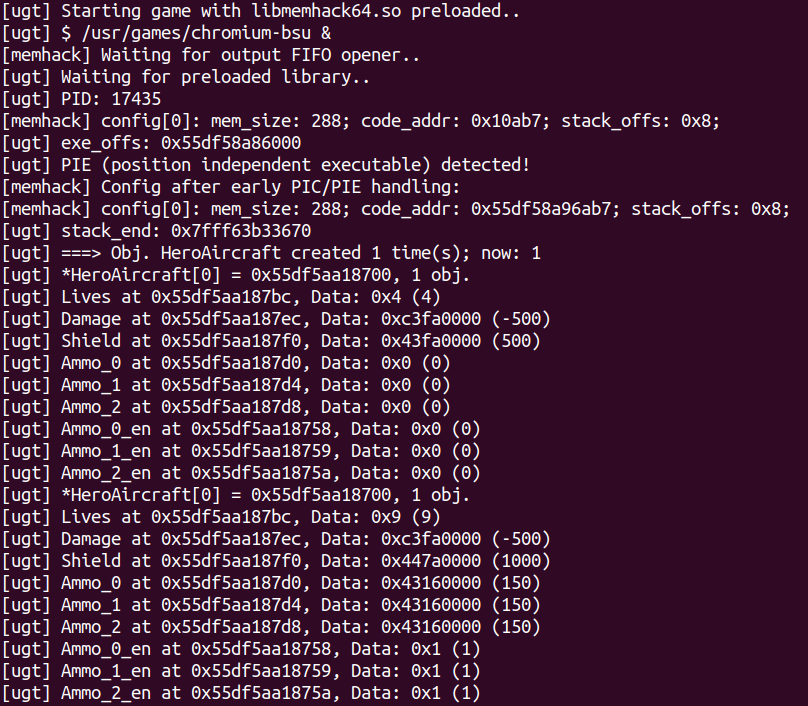 [ugt] Starting game with libmemhack64.so preloaded..
[ugt] $ /usr/games/chromium-bsu &
[memhack] Waiting for output FIFO opener..
[ugt] Waiting for preloaded library..
[ugt] PID: 17435
[memhack] config[0]: mem_size: 288; code_addr: 0x10ab7; stack_offs: 0x8;
[ugt] exe_offs: 0x55df58a86000
[ugt] PIE (position independent executable) detected!
[memhack] Config after early PIC/PIE handling:
[memhack] config[0]: mem_size: 288; code_addr: 0x55df58a96ab7; stack_offs: 0x8;
[ugt] stack_end: 0x7fff63b33670
[ugt] ===> Obj. HeroAircraft created 1 time(s); now: 1
[ugt] *HeroAircraft[0] = 0x55df5aa18700, 1 obj.
[ugt] Lives at 0x55df5aa187bc, Data: 0x4 (4)
[ugt] Damage at 0x55df5aa187ec, Data: 0xc3fa0000 (-500)
[ugt] Shield at 0x55df5aa187f0, Data: 0x43fa0000 (500)
[ugt] Ammo_0 at 0x55df5aa187d0, Data: 0x0 (0)
[ugt] Ammo_1 at 0x55df5aa187d4, Data: 0x0 (0)
[ugt] Ammo_2 at 0x55df5aa187d8, Data: 0x0 (0)
[ugt] Ammo_0_en at 0x55df5aa18758, Data: 0x0 (0)
[ugt] Ammo_1_en at 0x55df5aa18759, Data: 0x0 (0)
[ugt] Ammo_2_en at 0x55df5aa1875a, Data: 0x0 (0)
[ugt] *HeroAircraft[0] = 0x55df5aa18700, 1 obj.
[ugt] Lives at 0x55df5aa187bc, Data: 0x9 (9)
[ugt] Damage at 0x55df5aa187ec, Data: 0xc3fa0000 (-500)
[ugt] Shield at 0x55df5aa187f0, Data: 0x447a0000 (1000)
[ugt] Ammo_0 at 0x55df5aa187d0, Data: 0x43160000 (150)
[ugt] Ammo_1 at 0x55df5aa187d4, Data: 0x43160000 (150)
[ugt] Ammo_2 at 0x55df5aa187d8, Data: 0x43160000 (150)
[ugt] Ammo_0_en at 0x55df5aa18758, Data: 0x1 (1)
[ugt] Ammo_1_en at 0x55df5aa18759, Data: 0x1 (1)
[ugt] Ammo_2_en at 0x55df5aa1875a, Data: 0x1 (1)